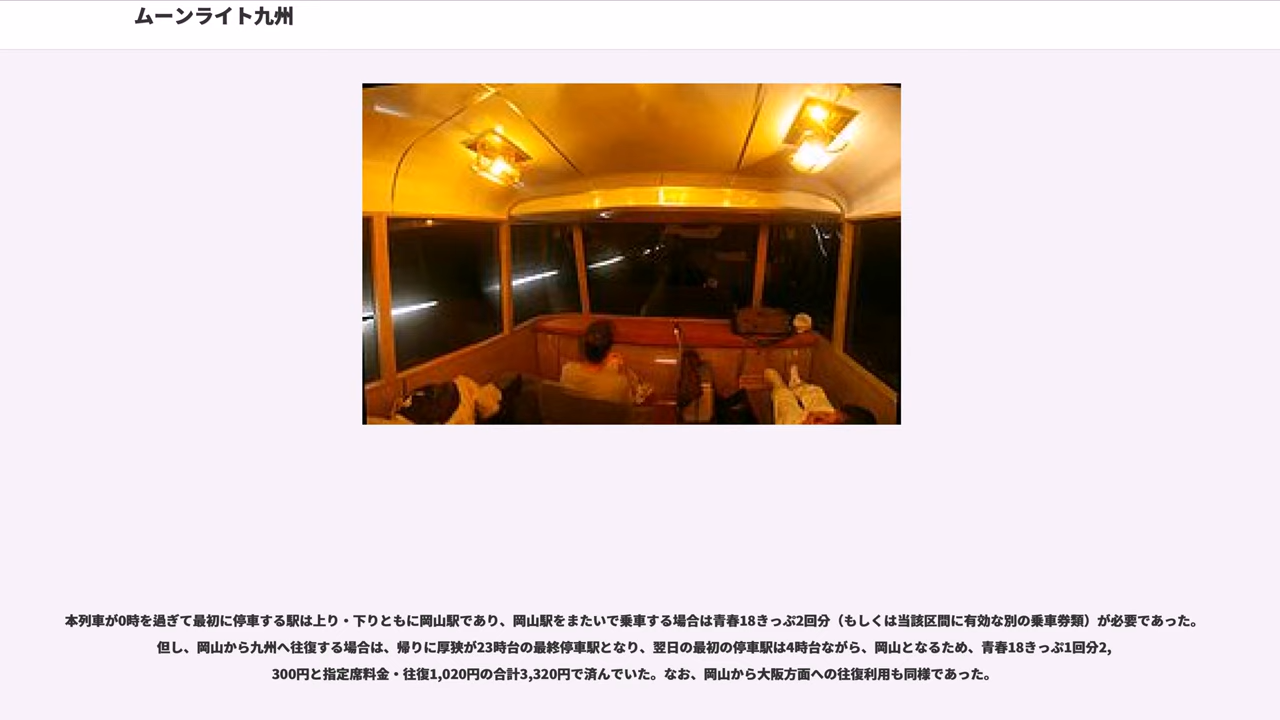 ムーンライト九州
本列車が0時を過ぎて最初に停車する駅は上り・下りともに岡山駅であり、岡山駅をまたいで乗車する場合は青春18きっぷ2回分（もしくは当該区間に有効な別の乗車券類）が必要であった。
但し、岡山から九州へ往復する場合は、帰りに厚狭が23時台の最終停車駅となり、翌日の最初の停車駅は4時台ながら、岡山となるため、青春18きっぷ1回分2,
300円と指定席料金・往復1,020円の合計3,320円で済んでいた。なお、岡山から大阪方面への往復利用も同様であった。